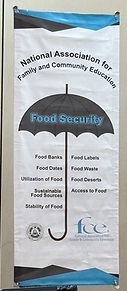 National Association for
Family and Community Education
Food Security
Food Banks
Food Dates
Utilization of Food
Sustainable
Food Sources
Stability of Food
Food Labels
Food Waste
Food Deserts
Access to Food
fce